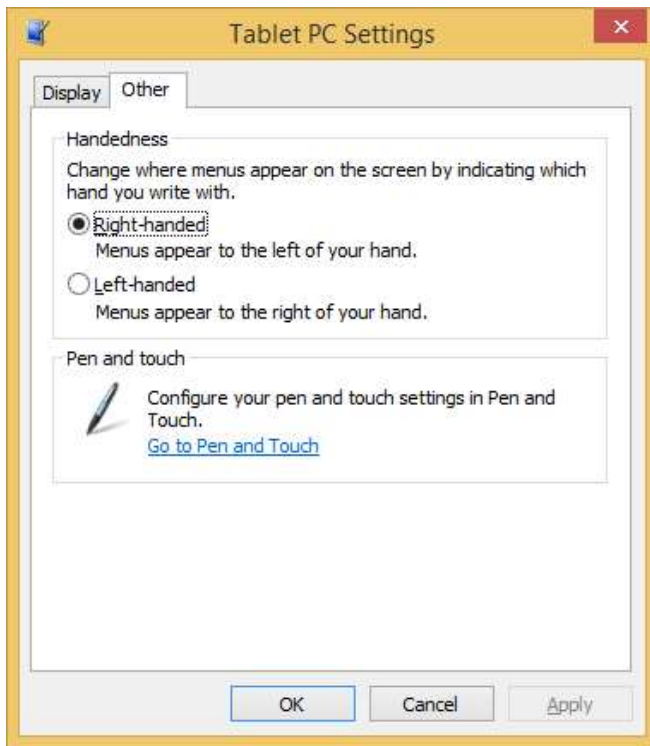 Tablet PC Settings
Display Other
Handedness
Change where menus appear on the screen by indicating which
hand you write with.
Right-handed
Menus appear to the left of your hand.
Left-handed
Menus appear to the right of your hand.
Pen and touch
Configure your pen and touch settings in Pen and
Touch.
Go to Pen and Touch
OK Cancel Apply